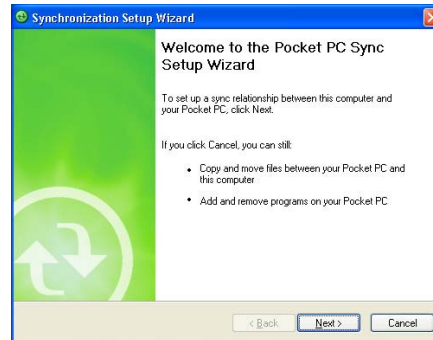 Synchronization Setup Wizard
Welcome to the Pocket PC Sync
Setup Wizard
To set up a sync relationship between this computer and
your Pocket PC, click Next.
If you click Cancel, you can still:
• Copy and move files between your Pocket PC and
this computer
• Add and remove programs on your Pocket PC
< Back Next > Cancel